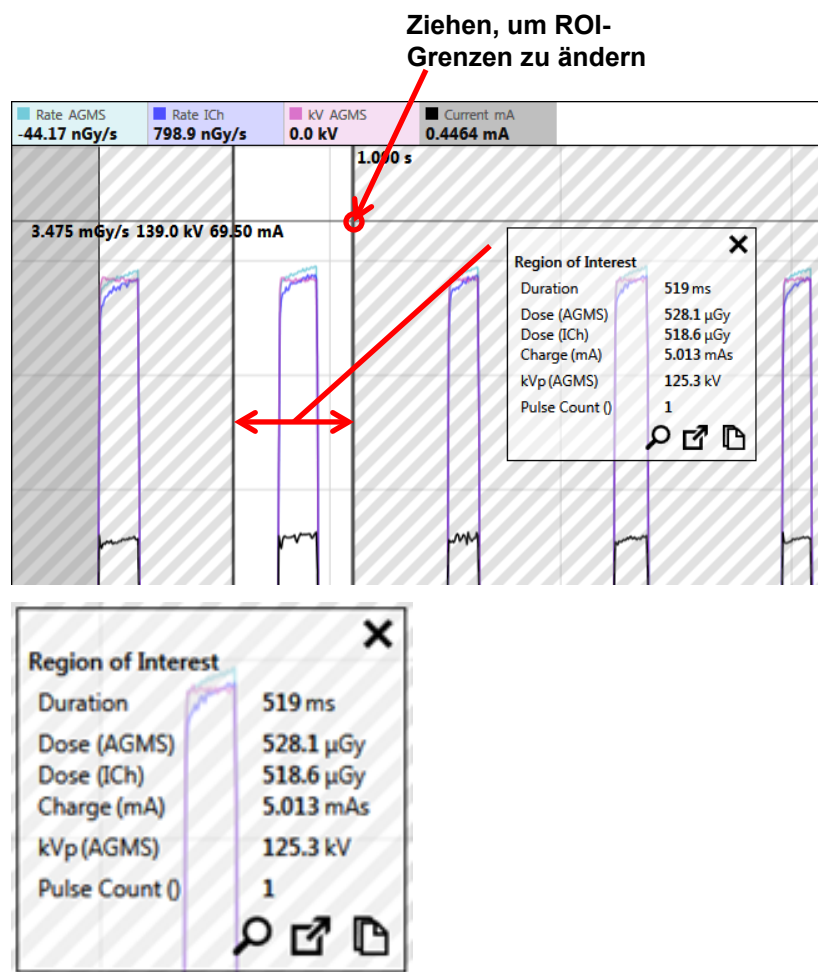 Ziehen, um ROI-
Grenzen zu ändern
Rate AGMS Rate ICh kV AGMS Current mA
-44.17 nGy/s 798.9 nGy/s 0.0 kV 0.4464 mA
1.000 s
3.475 mGy/s 139.0 kV 69.50 mA
Region of Interest
Duration 519 ms
Dose (AGMS) 528.1 µGy
Dose (ICh) 518.6 µGy
Charge (mA) 5.013 mAs
kVp (AGMS) 125.3 kV
Pulse Count () 1
Region of Interest
Duration 519 ms
Dose (AGMS) 528.1 µGy
Dose (ICh) 518.6 µGy
Charge (mA) 5.013 mAs
kVp (AGMS) 125.3 kV
Pulse Count () 1